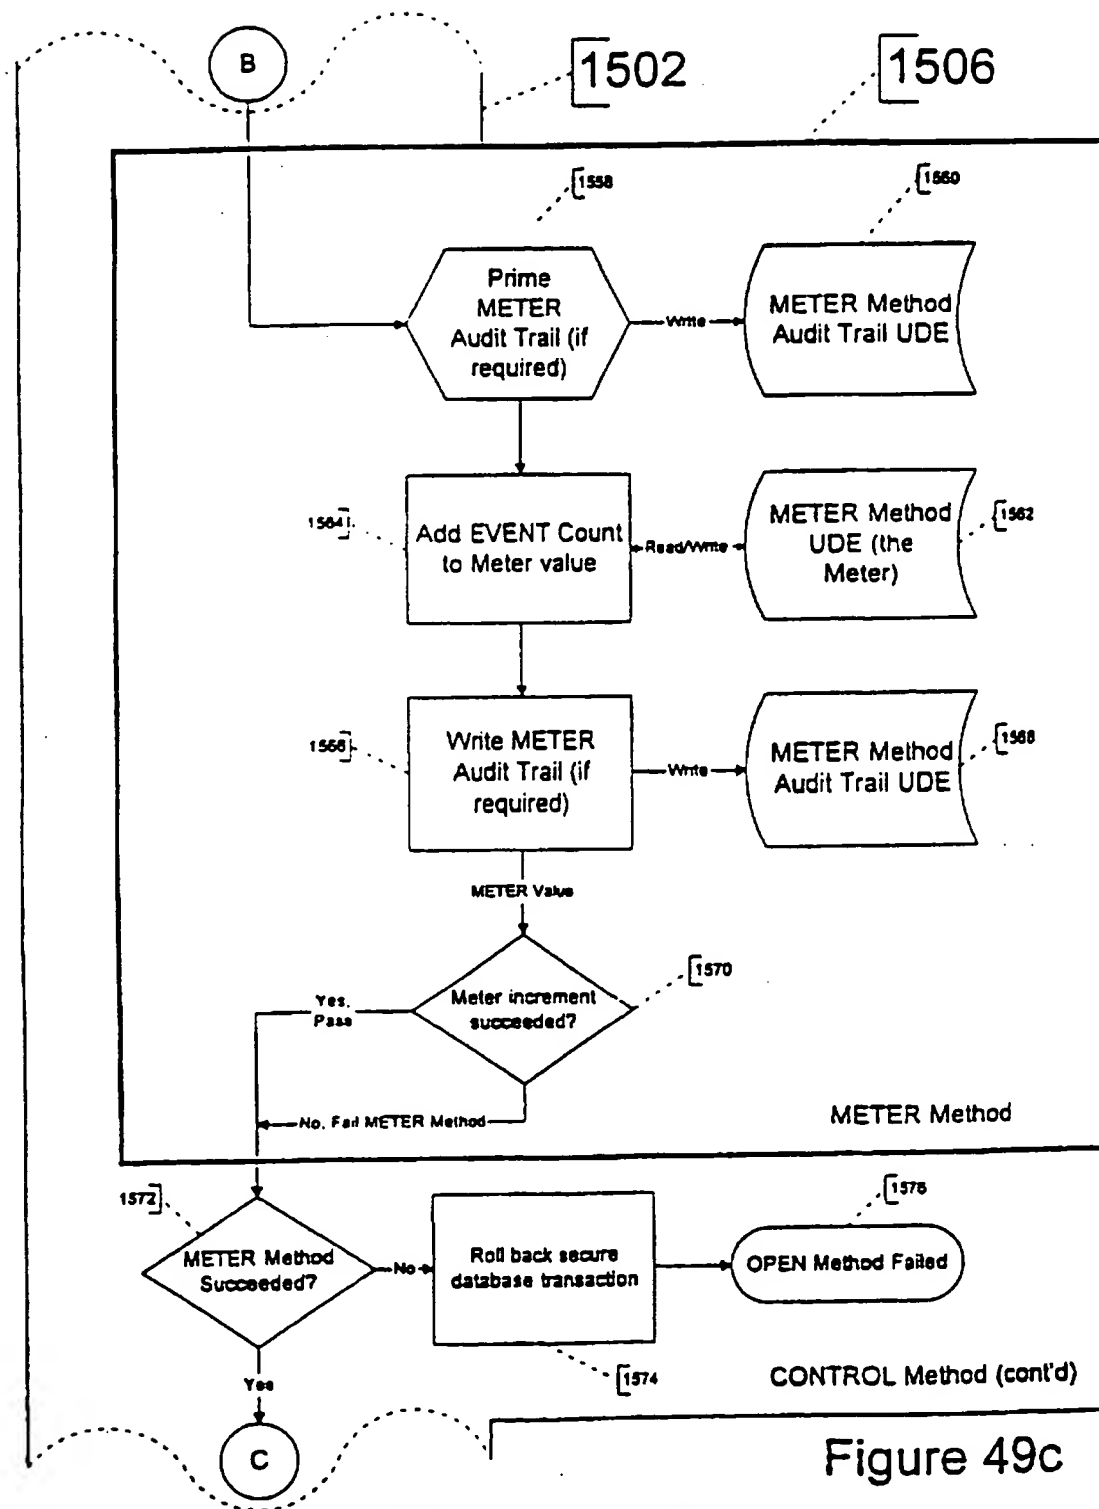 B
1502
1506
1558
1560
Prime
METER
Audit Trail (if
required)
Write
METER Method
Audit Trail UDE
1564
Add EVENT Count
to Meter value
Read/Write
METER Method
UDE (the
Meter)
1562
1566
Write METER
Audit Trail (if
required)
Write
METER Method
Audit Trail UDE
1568
METER Value
1570
Meter increment
succeeded?
Yes,
Pass
No, Fail METER Method
METER Method
1572
METER Method
Succeeded?
No
Roll back secure
database transaction
1576
OPEN Method Failed
1574
Yes
CONTROL Method (cont'd)
C
Figure 49c